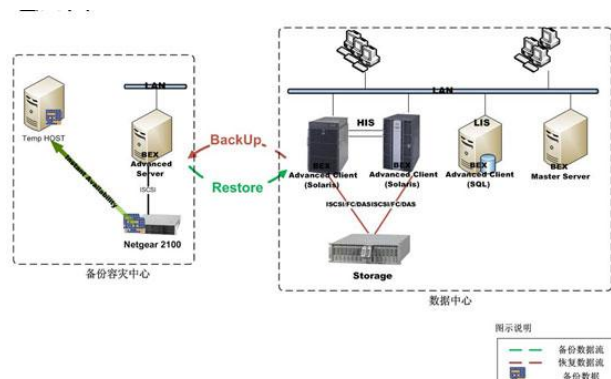 LAN
Temp HOST
BEX
Advanced
Server
Instant Availability
ISCSI
Netgear 2100
备份容灾中心
BackUp
Restore
LAN
HIS
LIS
BEX
Advanced Client
(Solaris)
BEX
Advanced Client
(Solaris)
BEX
Advanced Client
(SQL)
BEX
Master Server
ISCSI/FC/DAS
ISCSI/FC/DAS
Storage
数据中心
图示说明
备份数据流
恢复数据流
备份数据